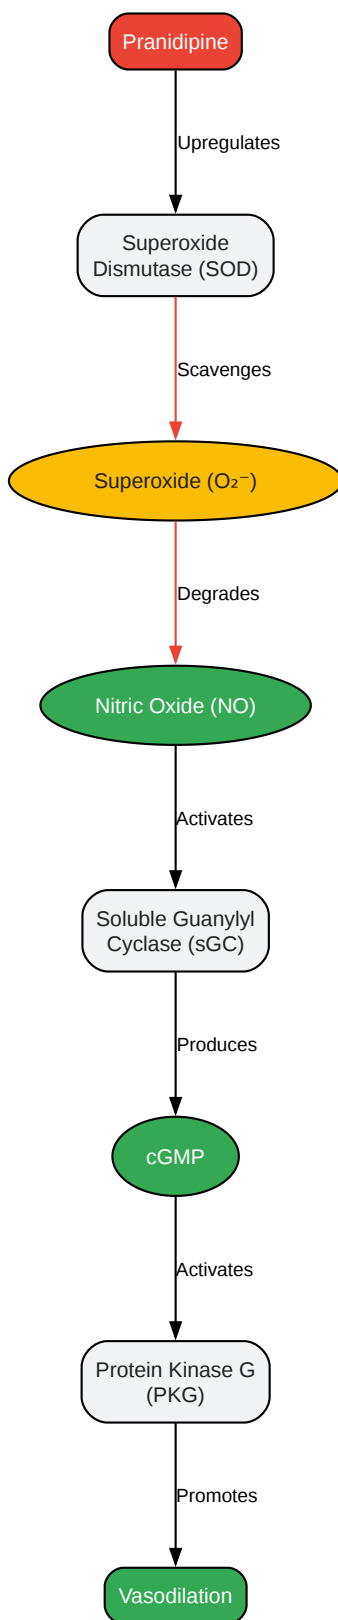 Pranidipine
Upregulates
Superoxide
Dismutase (SOD)
Scavenges
Superoxide (O₂⁻)
Degrades
Nitric Oxide (NO)
Activates
Soluble Guanylyl
Cyclase (sGC)
Produces
cGMP
Activates
Protein Kinase G
(PKG)
Promotes
Vasodilation